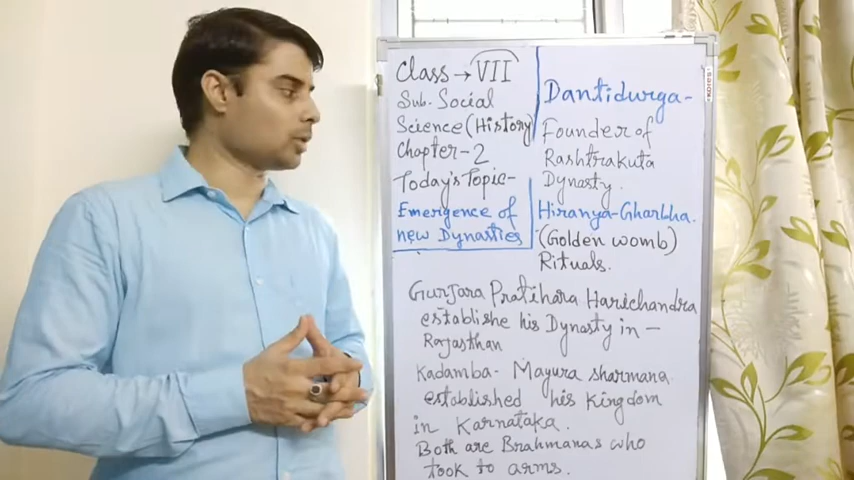 Class → VII
Sub. Social
Science (History)
Chapter-2
Today's Topic-
Emergence of
new Dynasties
Dantidurga-
Founder of
Rashtrakuta
Dynasty.
Hiranya-Gharbha.
(Golden womb)
Rituals.
Gurjara Pratihara Harichandra
establishe his Dynasty in —
Rajasthan
Kadamba- Mayura sharmana
established his kingdom
in Karnataka.
Both are Brahmanas who
took to arms.